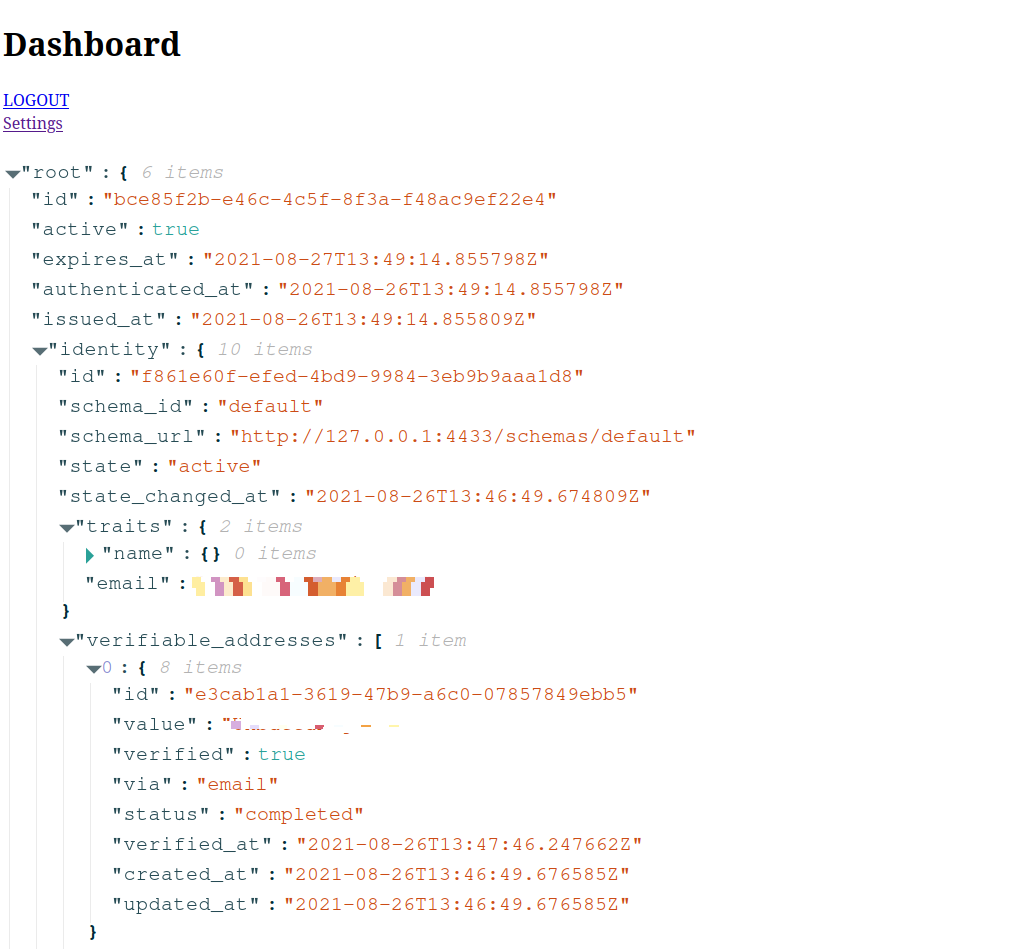 Dashboard
LOGOUT
Settings
"root" : { 6 items
"id" : "bce85f2b-e46c-4c5f-8f3a-f48ac9ef22e4"
"active" : true
"expires_at" : "2021-08-27T13:49:14.855798Z"
"authenticated_at" : "2021-08-26T13:49:14.855798Z"
"issued_at" : "2021-08-26T13:49:14.855809Z"
"identity" : { 10 items
"id" : "f861e60f-efed-4bd9-9984-3eb9b9aaa1d8"
"schema_id" : "default"
"schema_url" : "http://127.0.0.1:4433/schemas/default"
"state" : "active"
"state_changed_at" : "2021-08-26T13:46:49.674809Z"
"traits" : { 2 items
"name" : {} 0 items
"email" :
}
"verifiable_addresses" : [ 1 item
0 : { 8 items
"id" : "e3cab1a1-3619-47b9-a6c0-07857849ebb5"
"value" : "
"verified" : true
"via" : "email"
"status" : "completed"
"verified_at" : "2021-08-26T13:47:46.247662Z"
"created_at" : "2021-08-26T13:46:49.676585Z"
"updated_at" : "2021-08-26T13:46:49.676585Z"
}